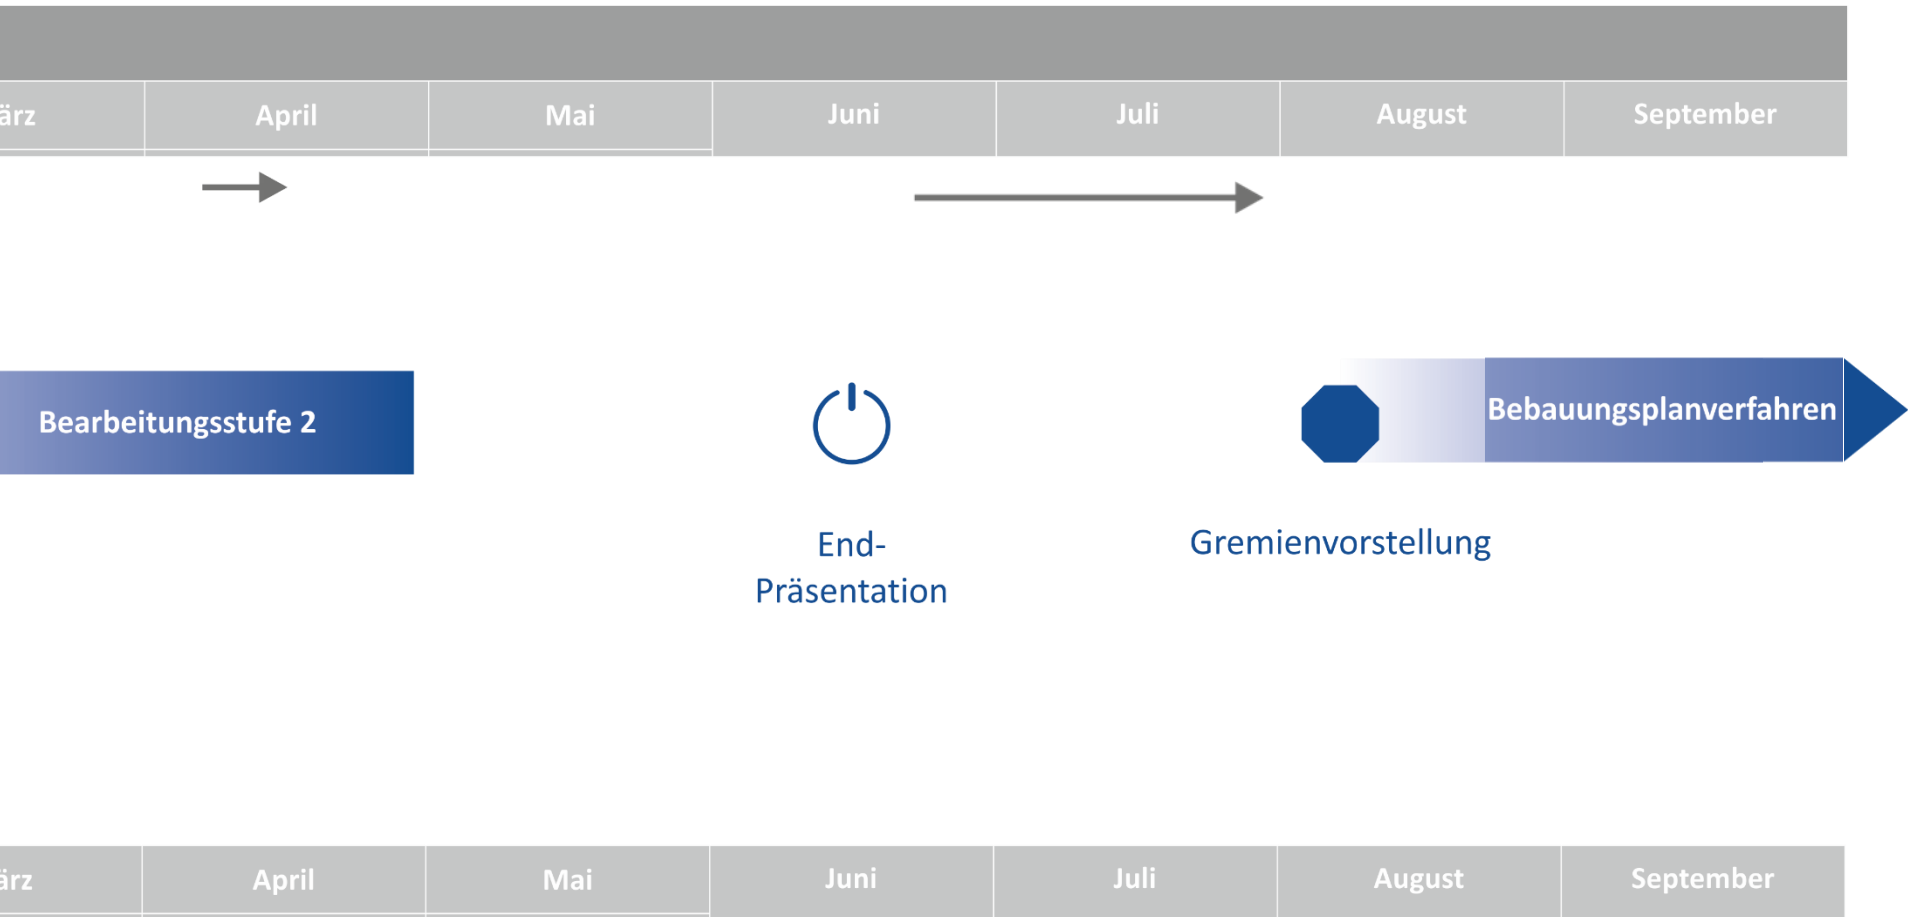 ärz April Mai Juni Juli August September
Bearbeitungsstufe 2
Bebauungsplanverfahren
End-
Präsentation
Gremienvorstellung
ärz April Mai Juni Juli August September